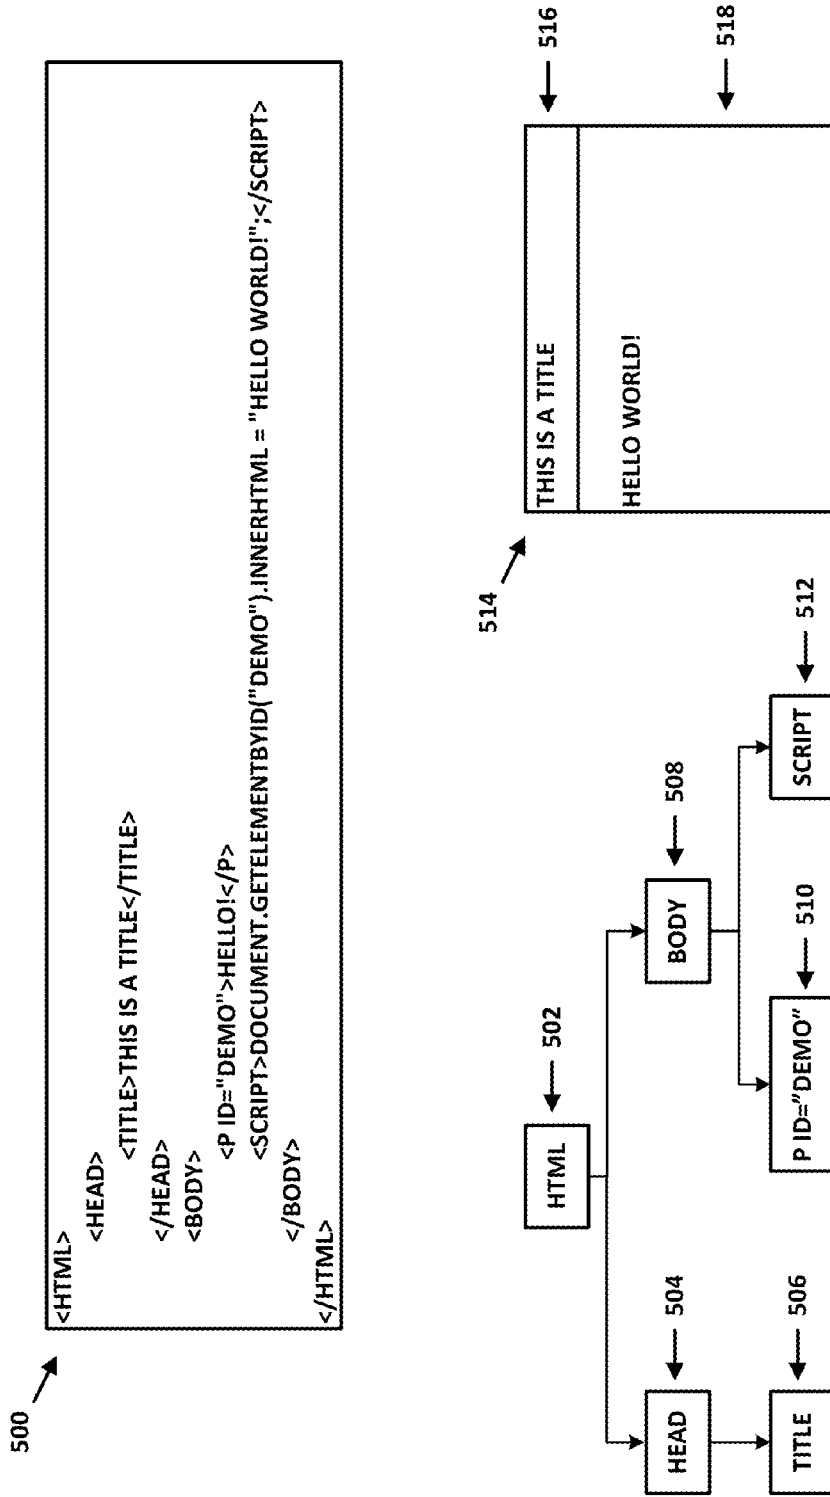 500
<HTML>
<HEAD>
<TITLE>THIS IS A TITLE</TITLE>
</HEAD>
<BODY>
<P ID="DEMO">HELLO!</P>
<SCRIPT>DOCUMENT.GETELEMENTBYID("DEMO").INNERHTML = "HELLO WORLD!";</SCRIPT>
</BODY>
</HTML>
HTML
502
HEAD
504
BODY
508
TITLE
506
P ID="DEMO"
510
SCRIPT
512
514
THIS IS A TITLE
516
HELLO WORLD!
518